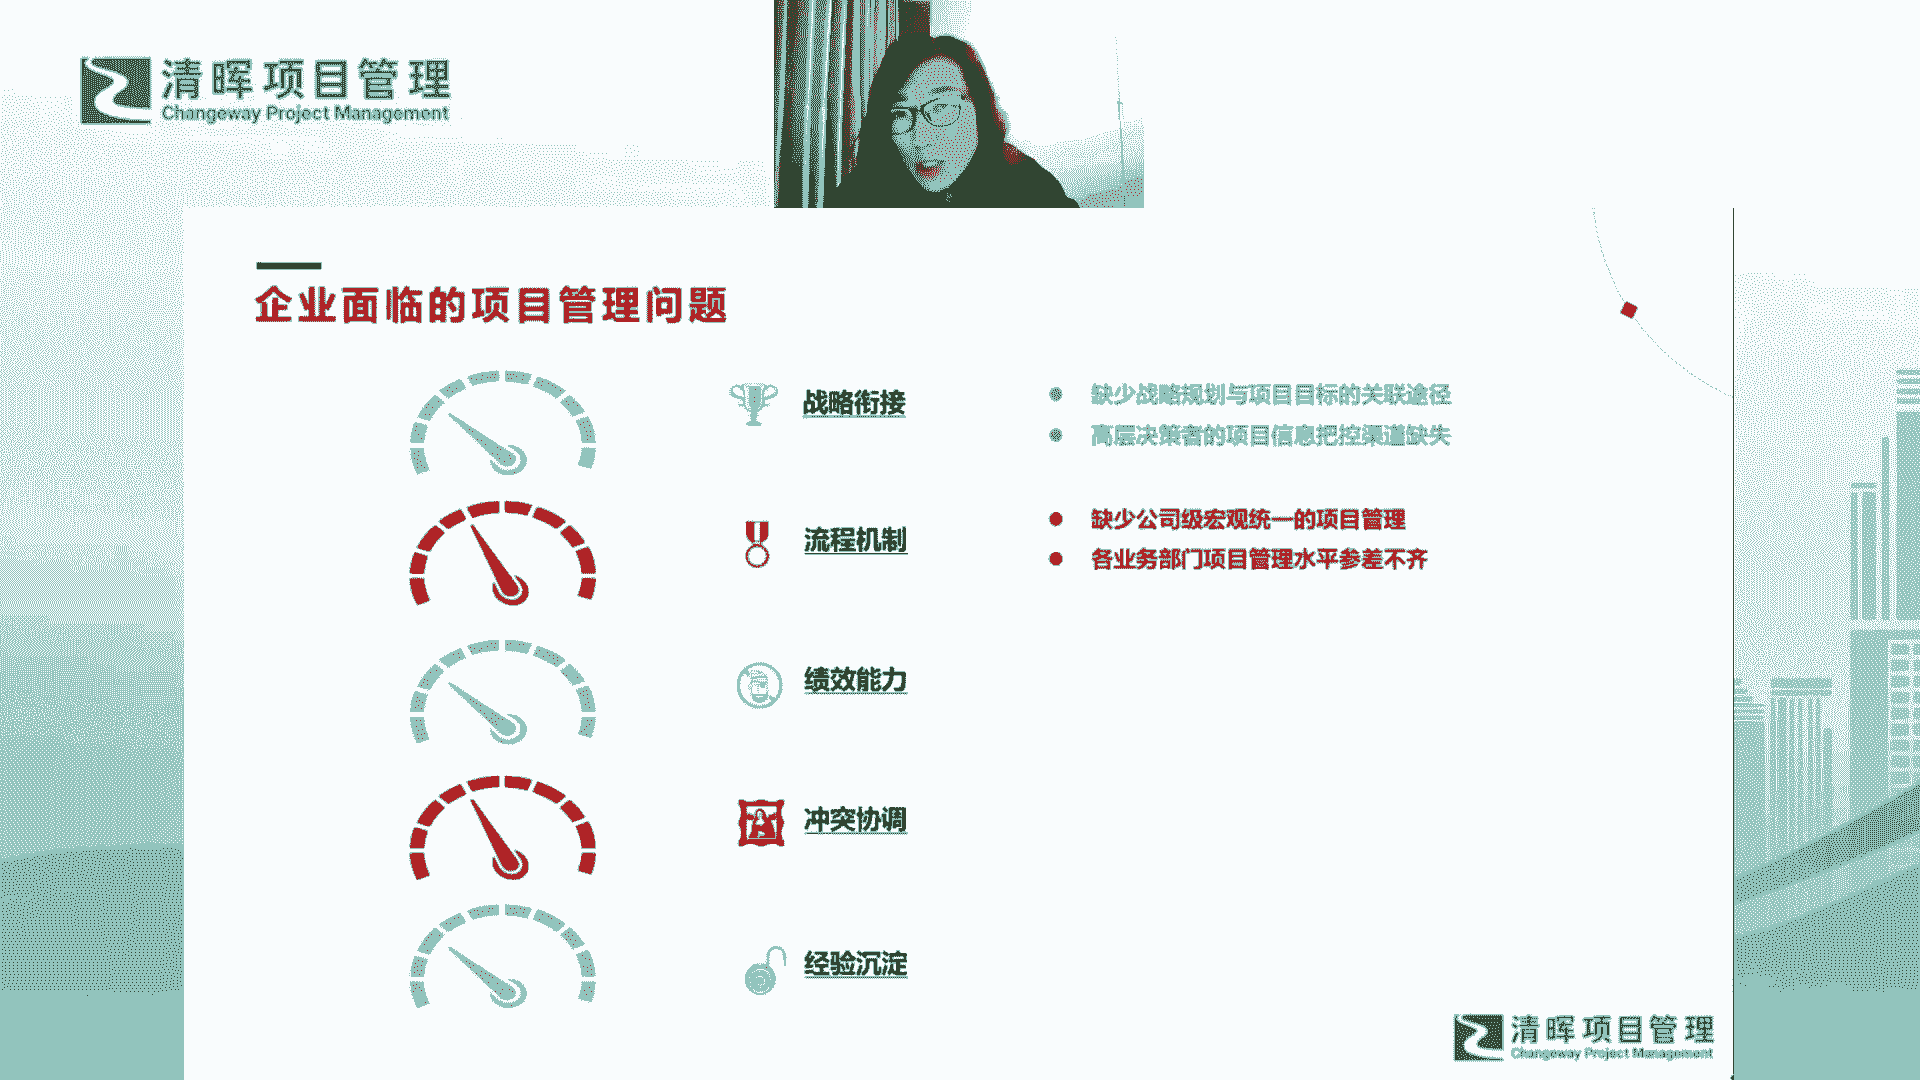 清晖项目管理
Changeway Project Management
企业面临的项目管理问题
战略衔接
缺少战略规划与项目目标的关联途径
高层决策者的项目信息把控渠道缺失
流程机制
缺少公司级宏观统一的项目管理
各业务部门项目管理水平参差不齐
绩效能力
冲突协调
经验沉淀
清晖项目管理
Changeway Project Management